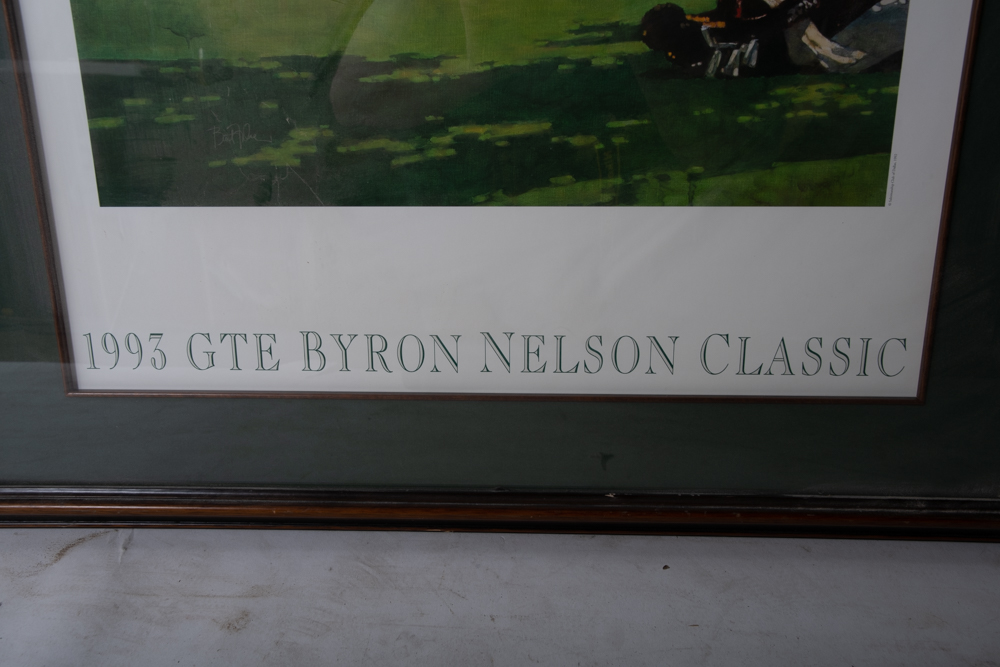 1993 GTE BYRON NELSON CLASSIC